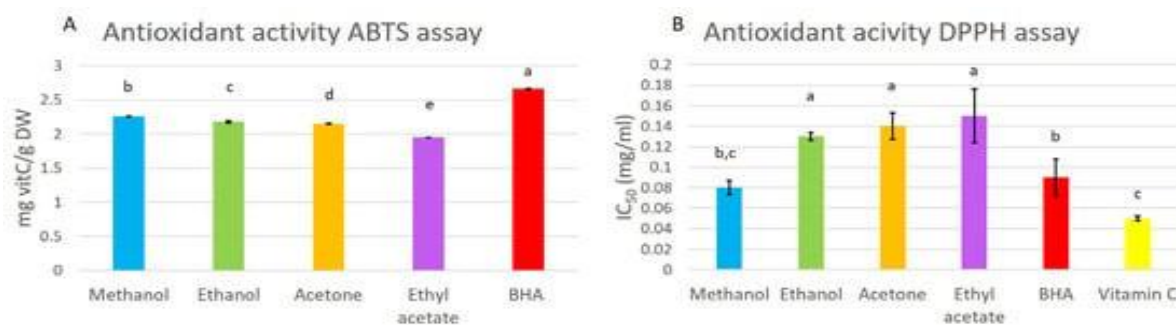 A Antioxidant activity ABTS assay
mg vitC/g DW
3
2.5
2
1.5
1
0.5
0
b
c
d
e
a
Methanol Ethanol Acetone Ethyl acetate BHA
B Antioxidant acivity DPPH assay
IC50 (mg/ml)
0.2
0.18
0.16
0.14
0.12
0.1
0.08
0.06
0.04
0.02
0
b,c
a
a
a
b
c
Methanol Ethanol Acetone Ethyl acetate BHA Vitamin C